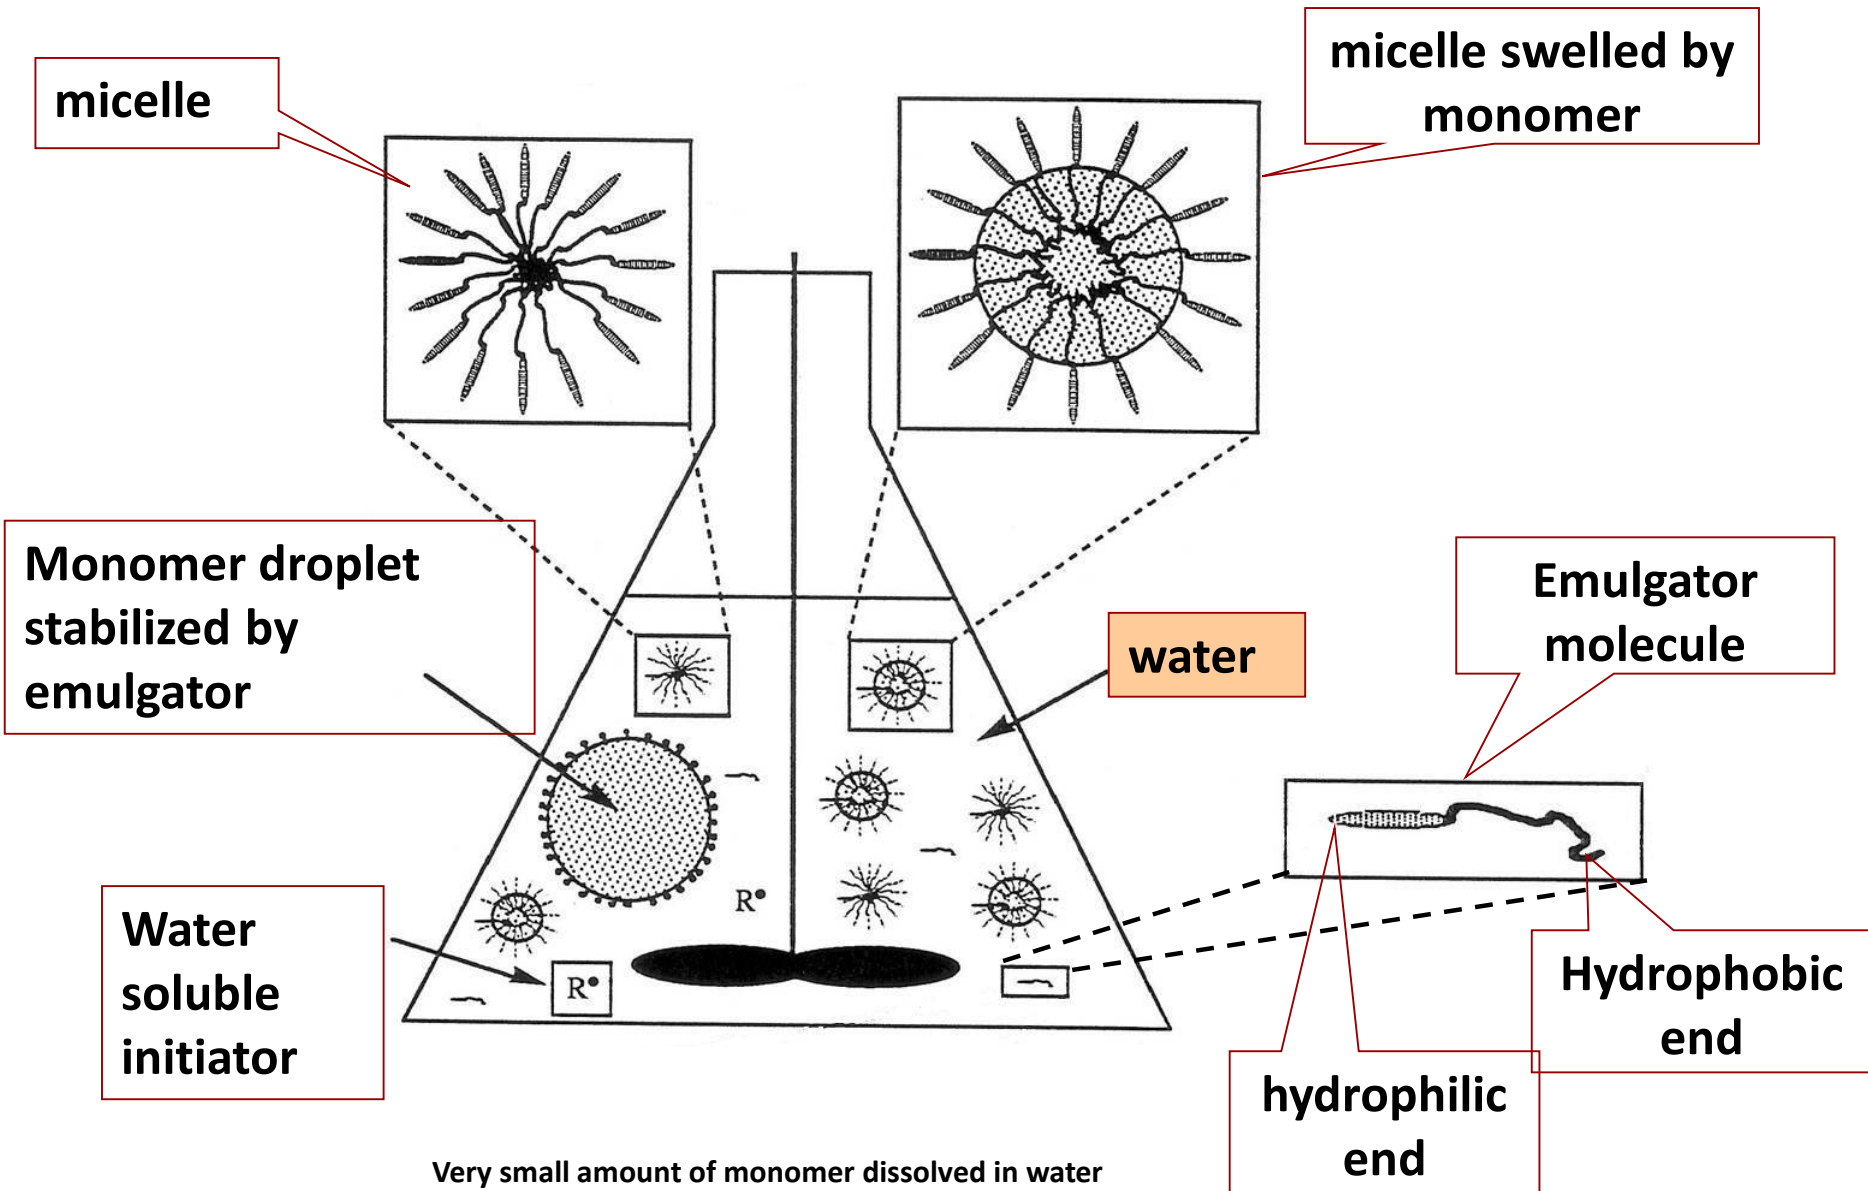 micelle
micelle swelled by
monomer
Monomer droplet
stabilized by
emulgator
water
Emulgator
molecule
R•
Water
soluble
initiator
R•
Hydrophobic
end
hydrophilic
end
Very small amount of monomer dissolved in water